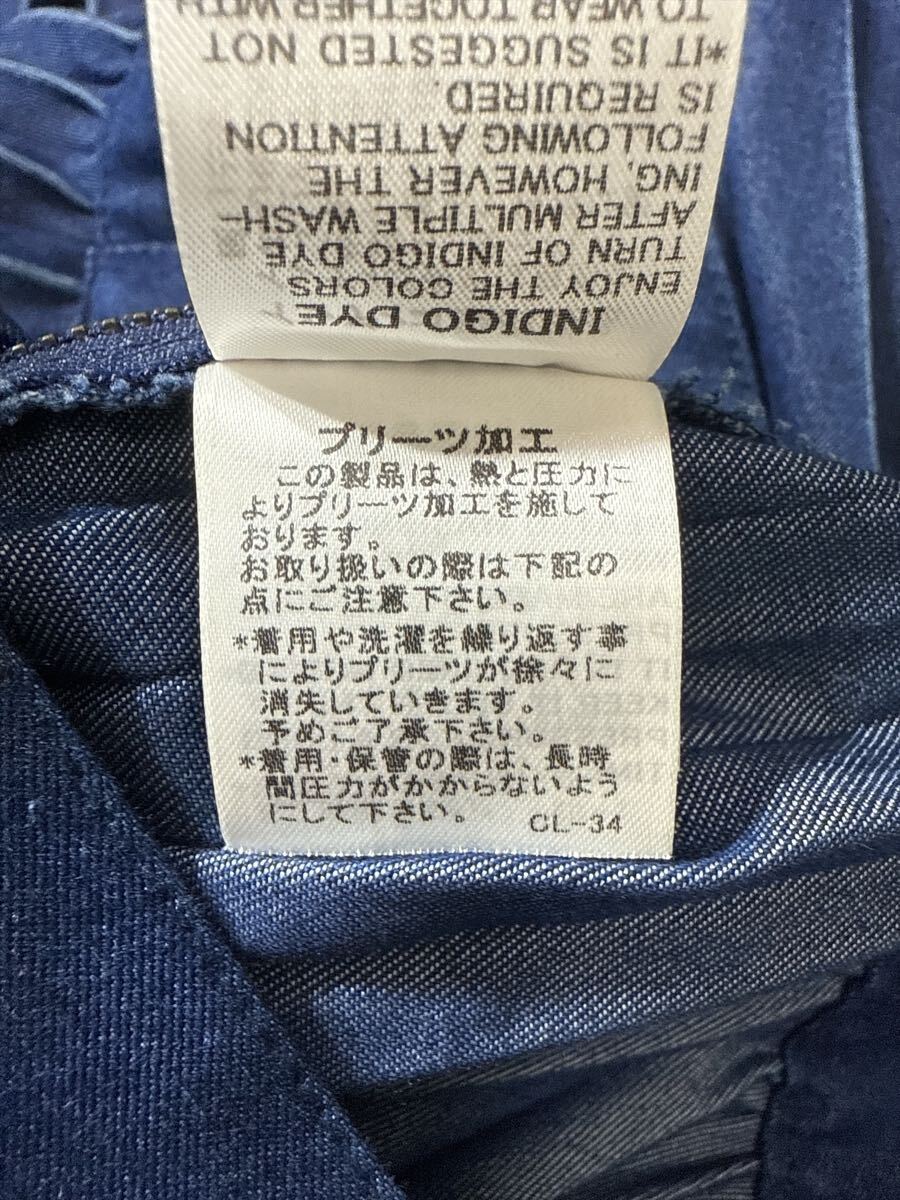 INDIGO DYE
ENJOY THE COLORS
TURN OF INDIGO DYE
AFTER MULTIPLE WASH-
ING, HOWEVER THE
FOLLOWING ATTENTION
IS REQUIRED.
*IT IS SUGGESTED NOT
TO WEAR TOGETHER WITH
プリーツ加工
この製品は、熱と圧力に
よりプリーツ加工を施して
おります。
お取り扱いの際は下記の
点にご注意下さい。
*着用や洗濯を繰り返す事
によりプリーツが徐々に
消失していきます。
予めご了承下さい。
*着用・保管の際は、長時
間圧力がかからないよう
にして下さい。 CL-34